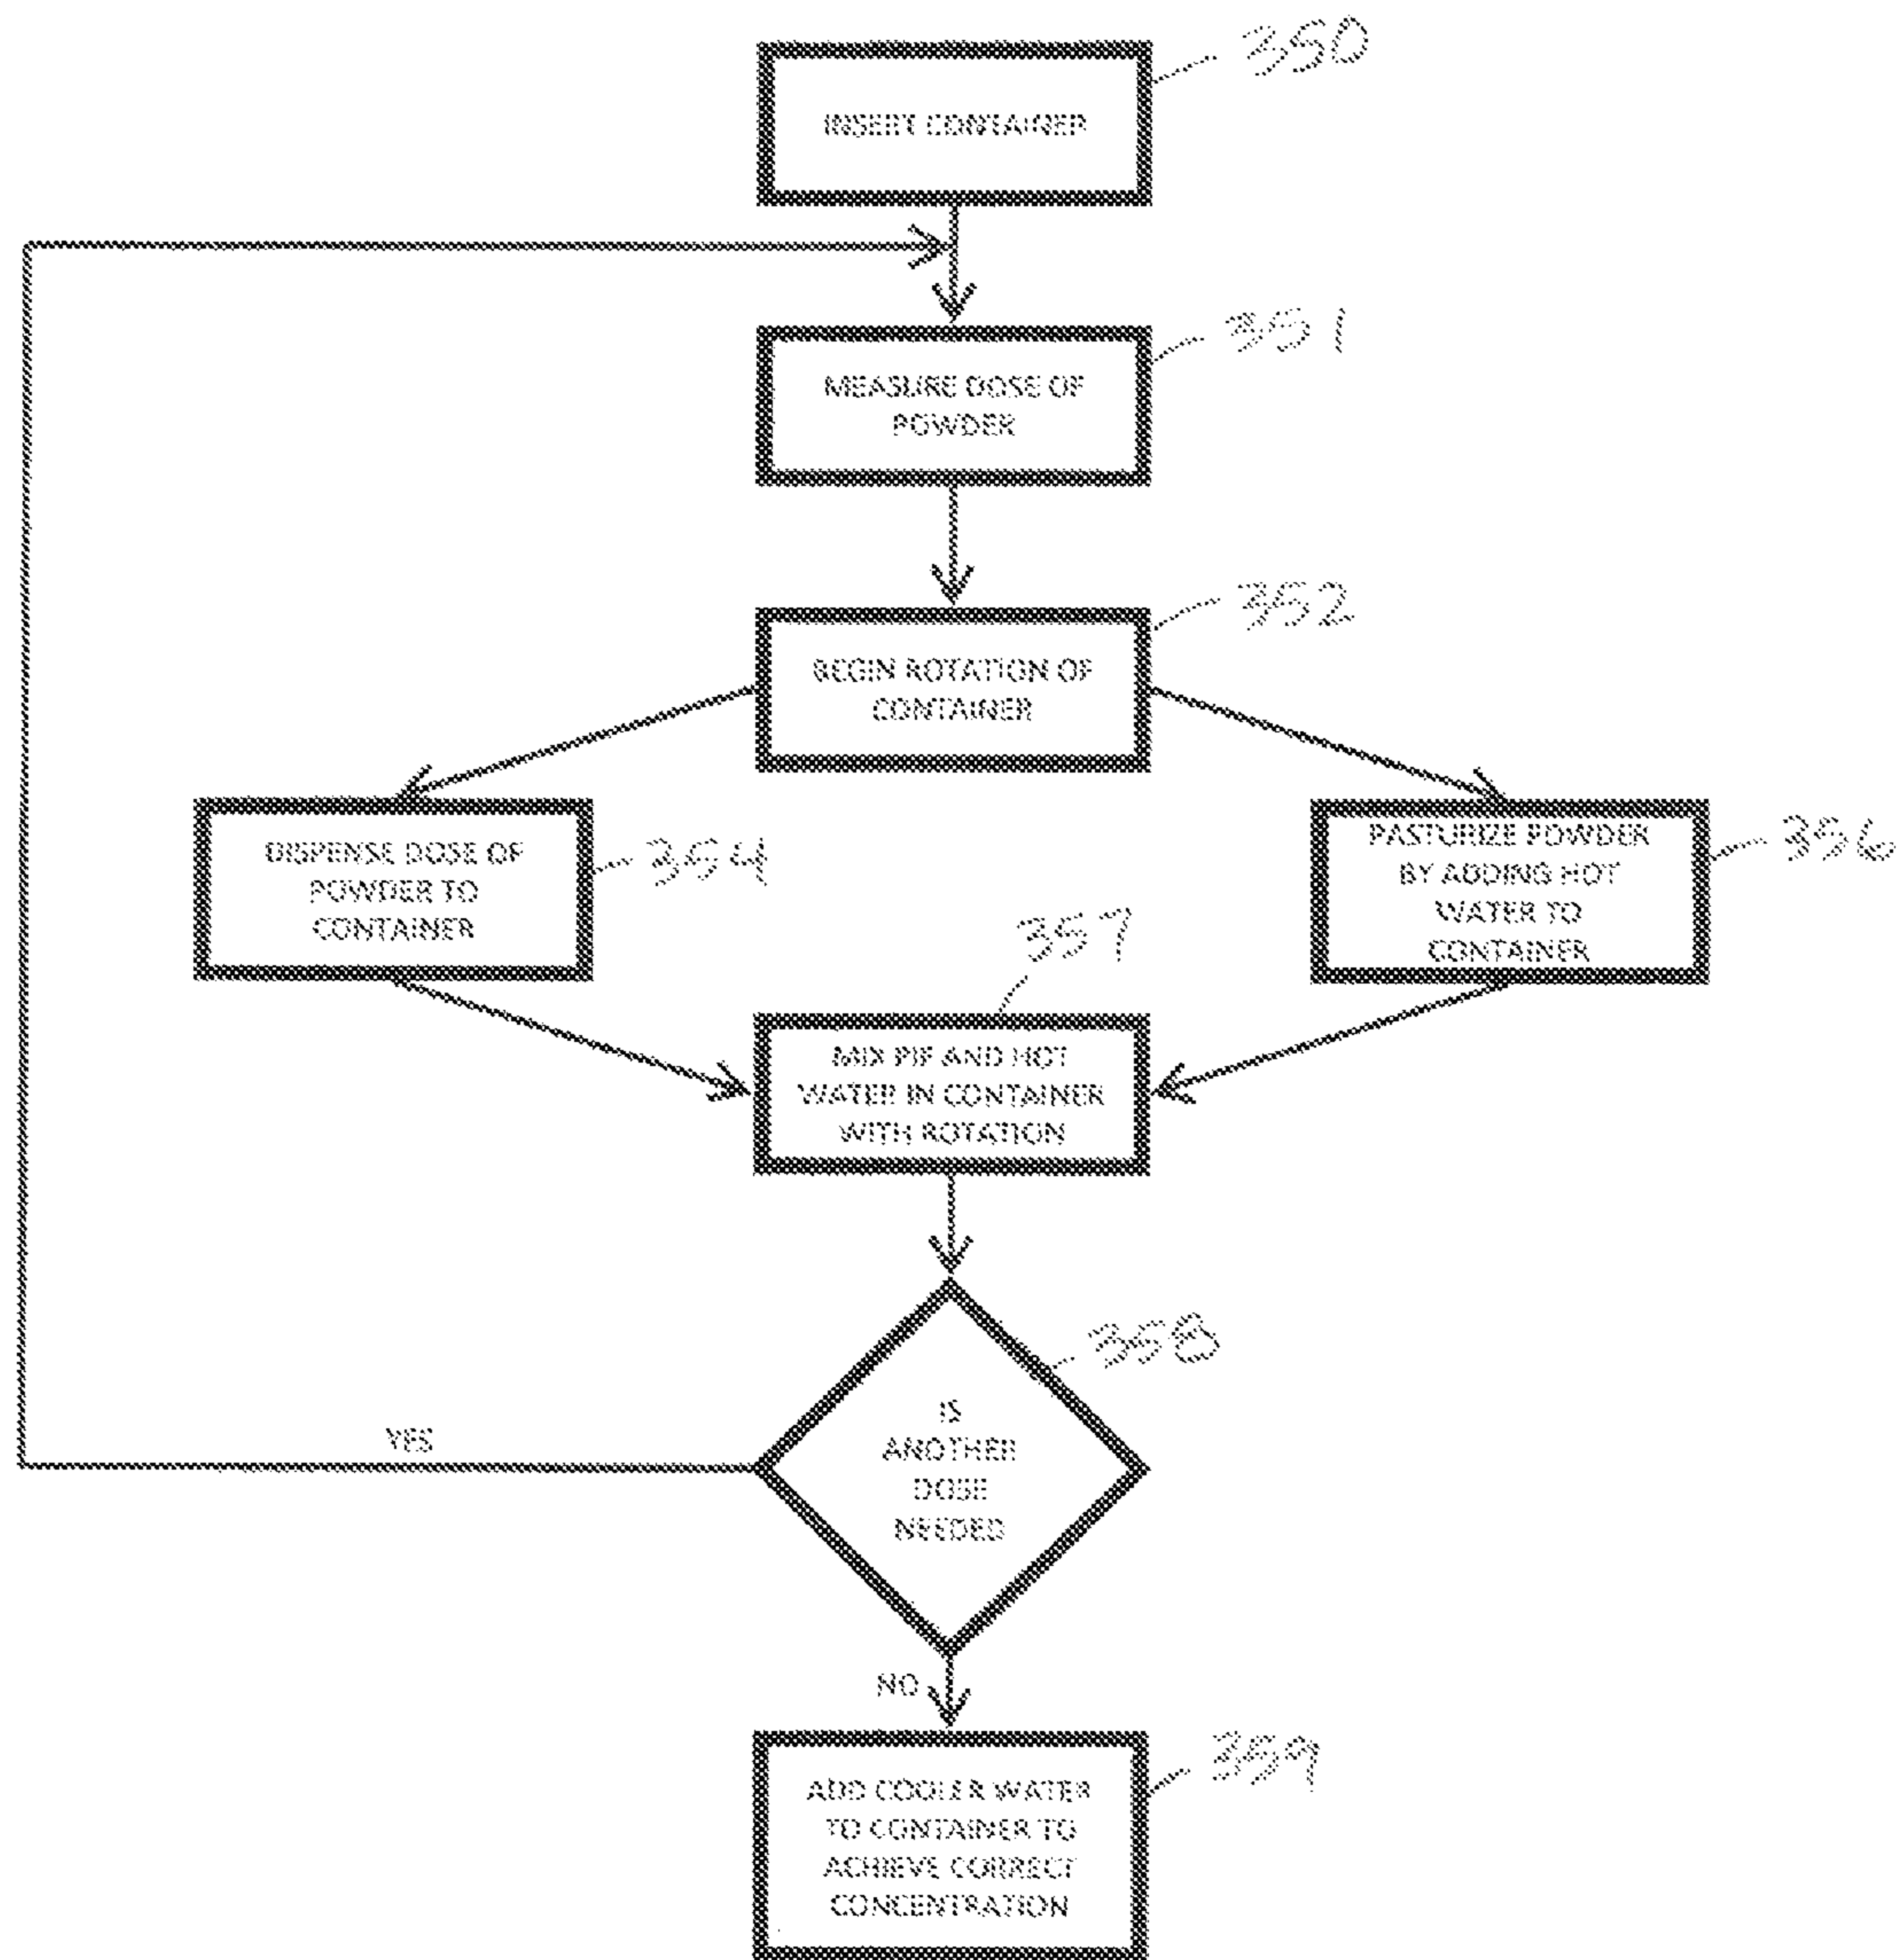 350
INSERT CONTAINER
351
MEASURE DOSE OF
POWDER
352
BEGIN ROTATION OF
CONTAINER
DISPENSE DOSE OF
POWDER TO
CONTAINER
354
PASTURIZE POWDER
BY ADDING HOT
WATER TO
CONTAINER
356
357
MIX PIF AND HOT
WATER IN CONTAINER
WITH ROTATION
358
IS
ANOTHER
DOSE
NEEDED
YES
NO
359
ADD COOLER WATER
TO CONTAINER TO
ACHIEVE CORRECT
CONCENTRATION